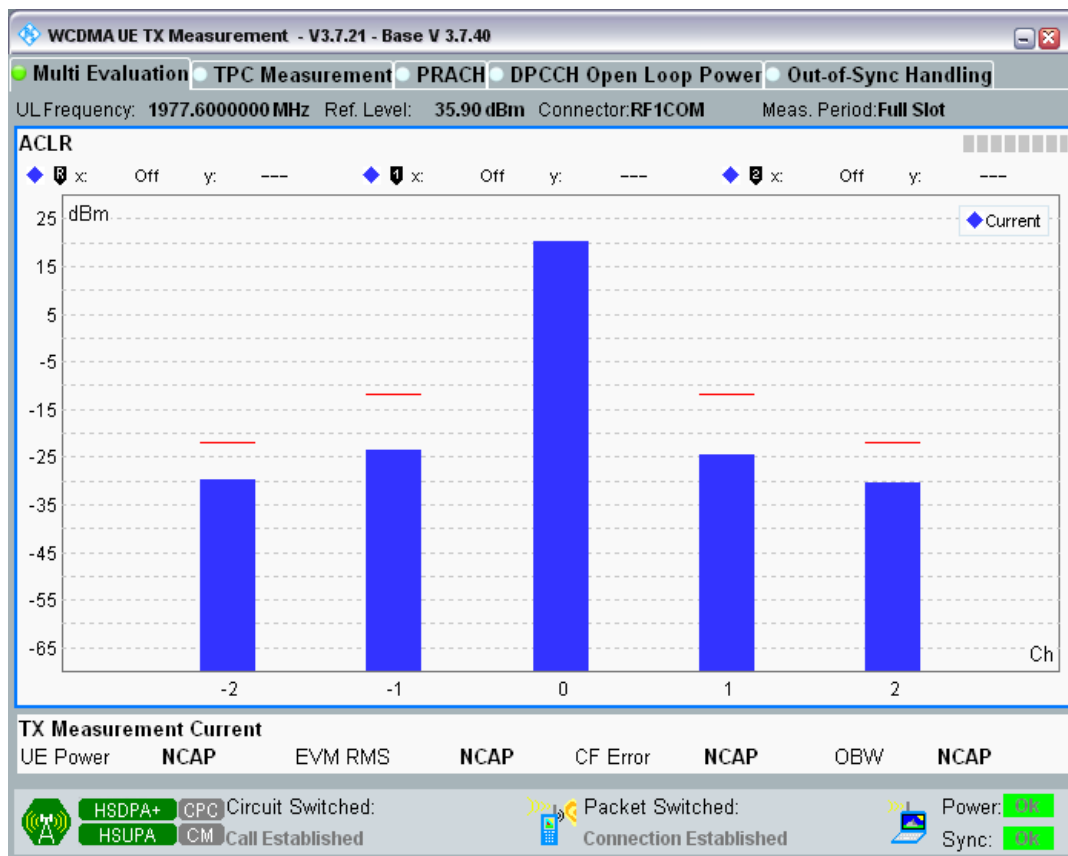 WCDMA UE TX Measurement - V3.7.21 - Base V 3.7.40
Multi Evaluation TPC Measurement PRACH DPCCH Open Loop Power Out-of-Sync Handling
UL Frequency: 1977.6000000 MHz Ref. Level: 35.90 dBm Connector:RF1COM Meas. Period:Full Slot
ACLR
R x: Off y: --- 1 x: Off y: --- 2 x: Off y: ---
dBm
Current
25
15
5
-5
-15
-25
-35
-45
-55
-65
Ch
-2 -1 0 1 2
TX Measurement Current
UE Power NCAP EVM RMS NCAP CF Error NCAP OBW NCAP
HSDPA+ CPC Circuit Switched: Packet Switched: Power: OK
HSUPA CM Call Established Connection Established Sync: OK